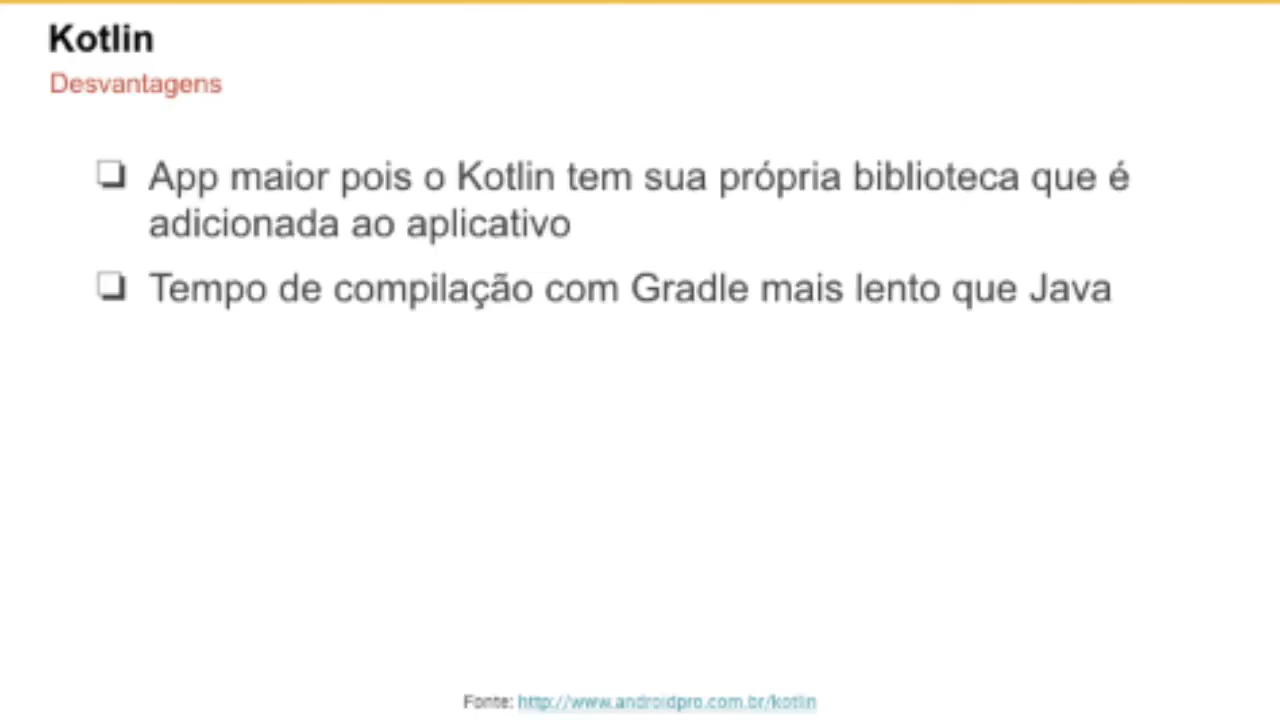 Kotlin
Desvantagens
❏ App maior pois o Kotlin tem sua própria biblioteca que é
adicionada ao aplicativo
❏ Tempo de compilação com Gradle mais lento que Java
Fonte: http://www.androidpro.com.br/kotlin